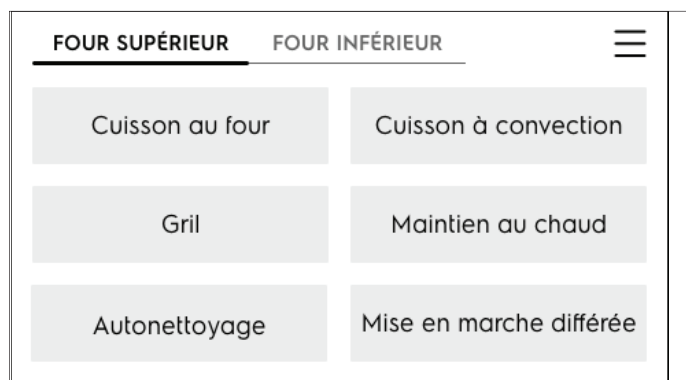 FOUR SUPÉRIEUR FOUR INFÉRIEUR
Cuisson au four Cuisson à convection
Gril Maintien au chaud
Autonettoyage Mise en marche différée